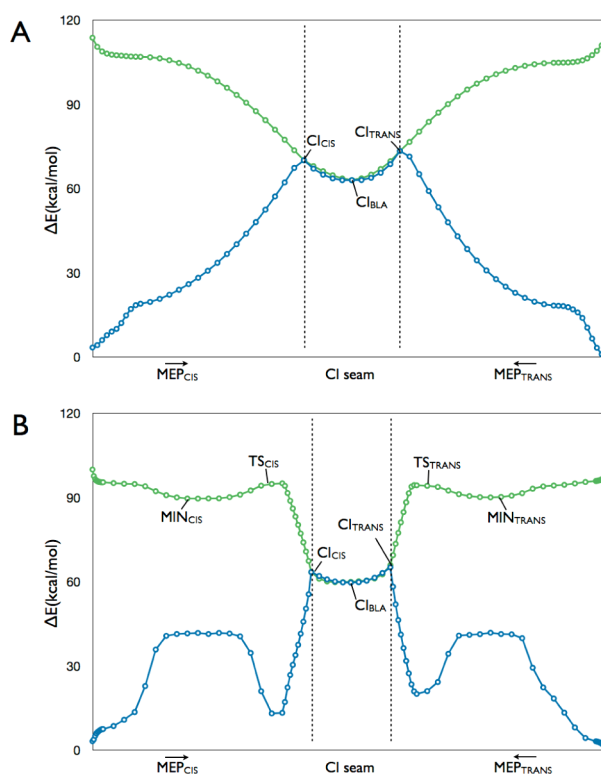 A
120
90
60
30
0
ΔE(kcal/mol)
CI_CIS
CI_TRANS
CI_BLA
MEP_CIS
CI seam
MEP_TRANS
B
120
90
60
30
0
ΔE(kcal/mol)
TS_CIS
TS_TRANS
MIN_CIS
MIN_TRANS
CI_TRANS
CI_CIS
CI_BLA
MEP_CIS
CI seam
MEP_TRANS